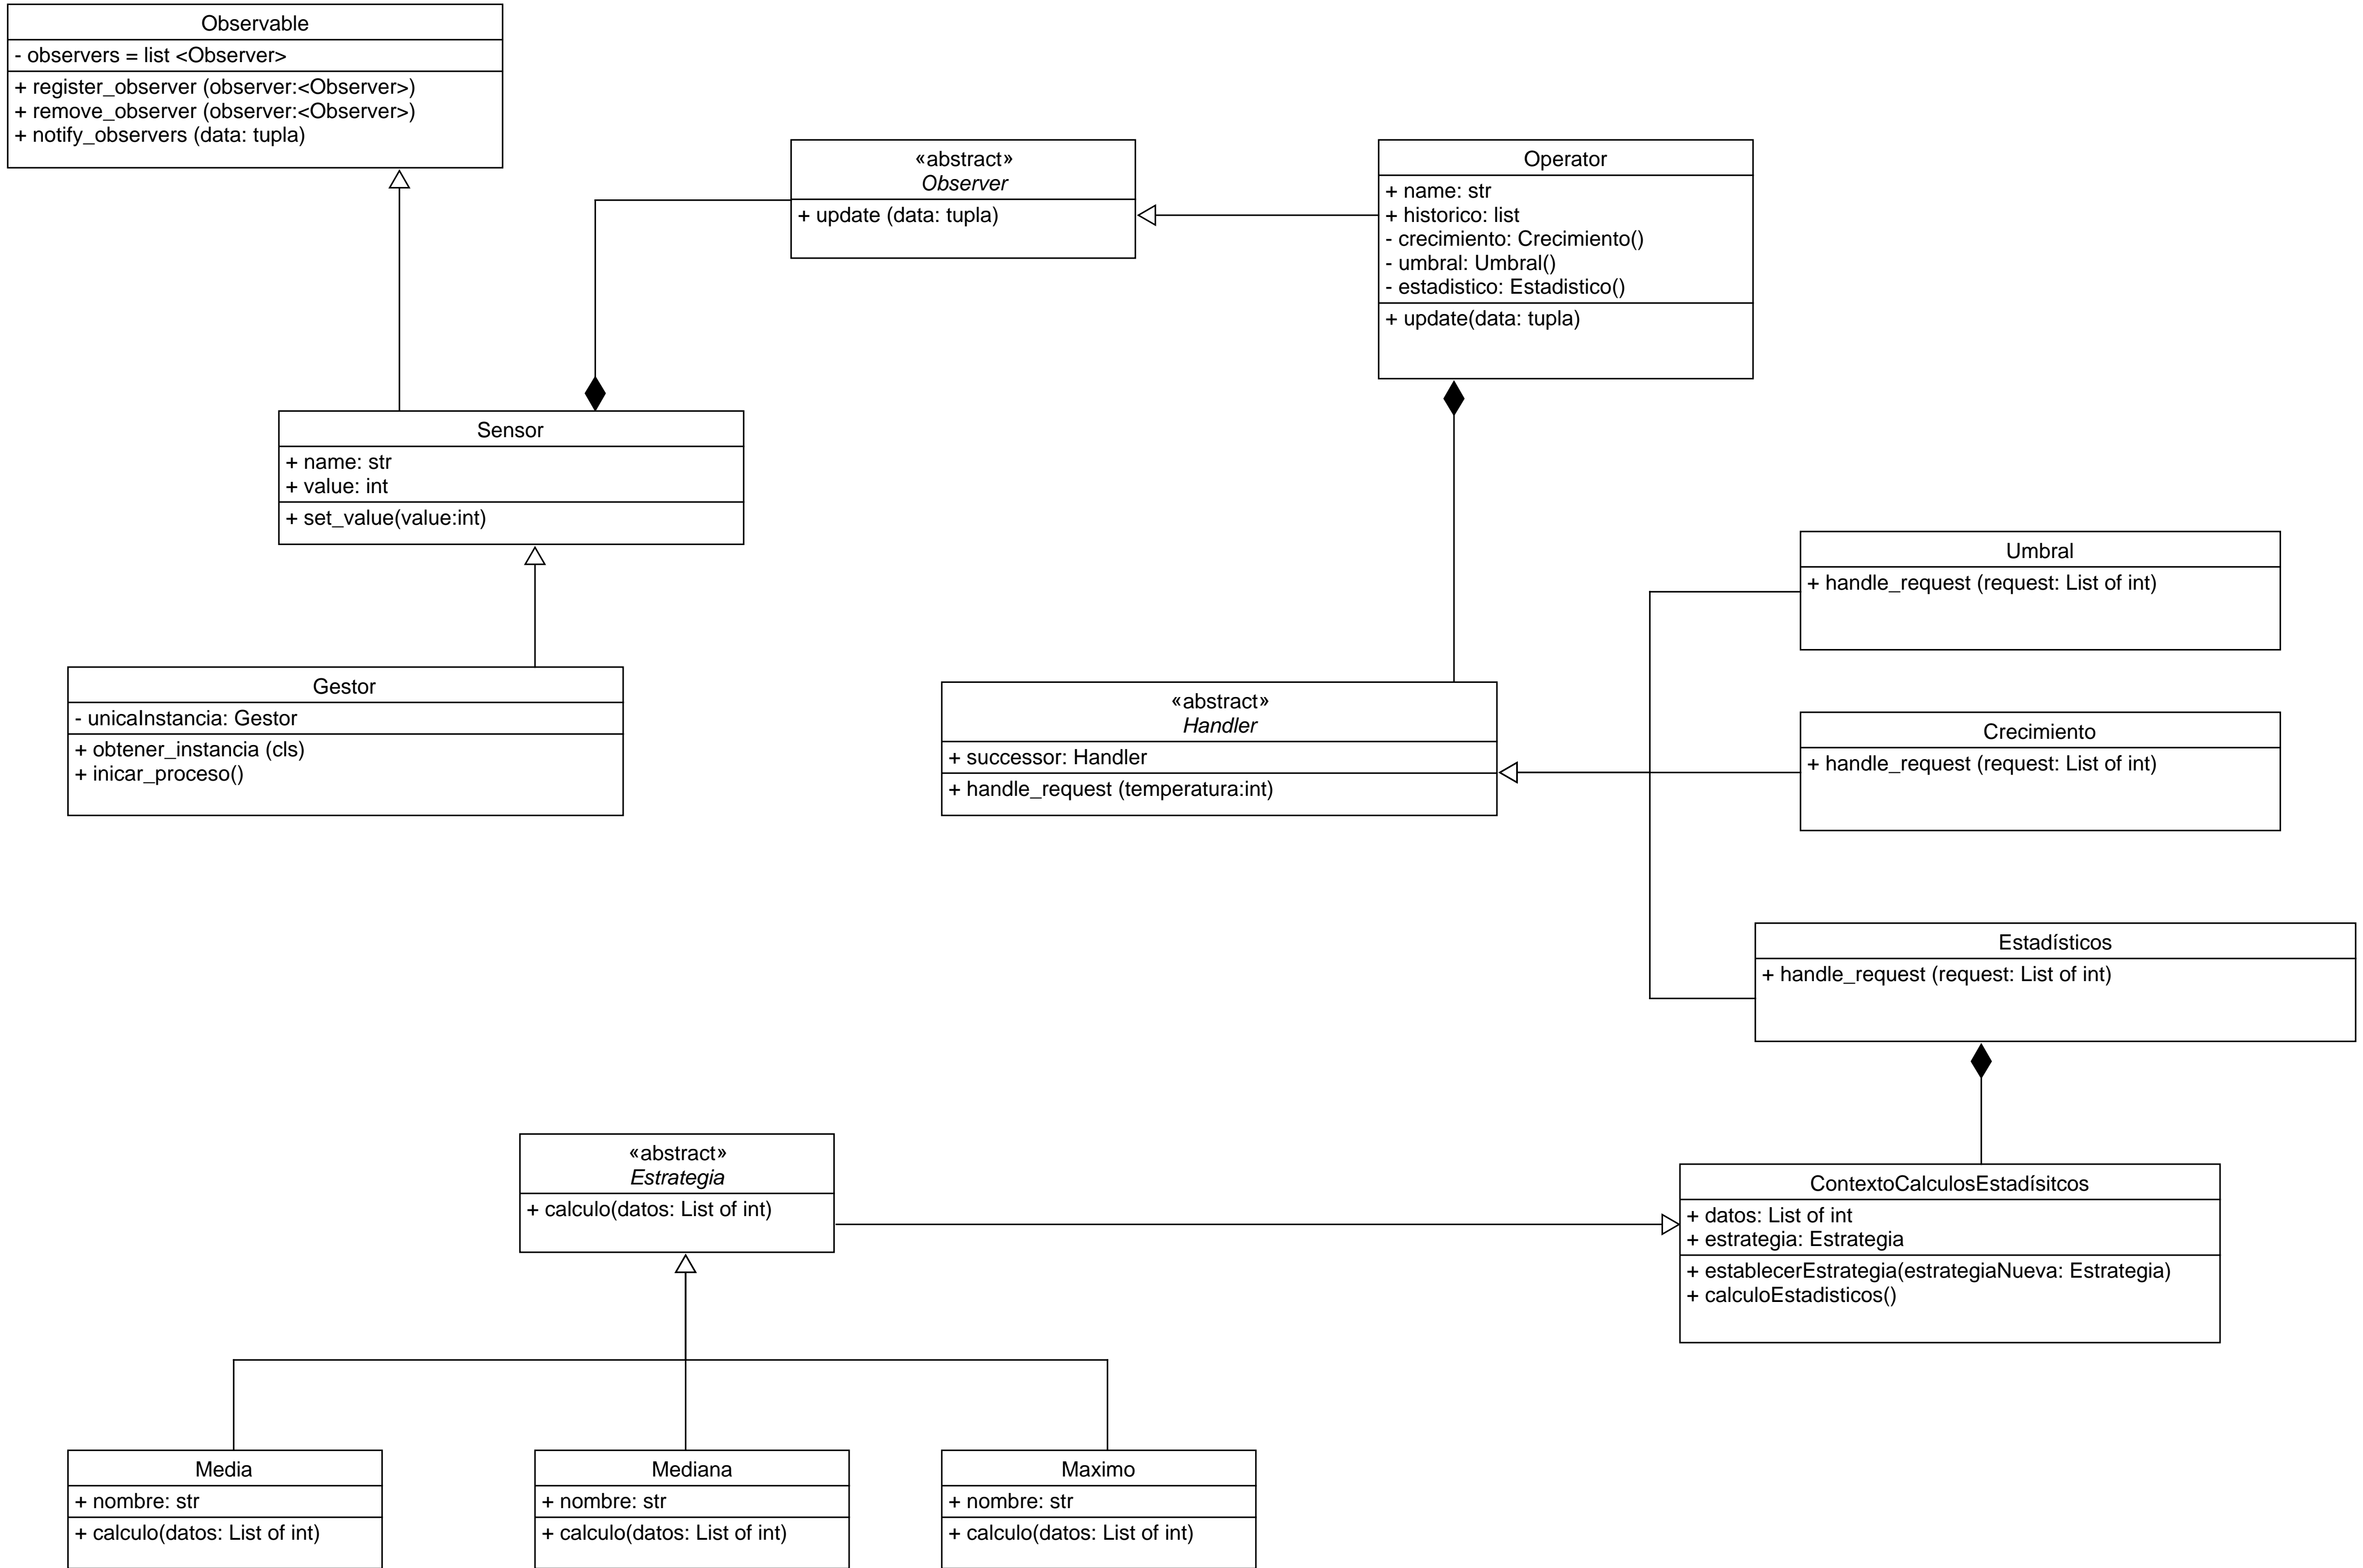 Observable
- observers = list <Observer>
+ register_observer (observer:<Observer>)
+ remove_observer (observer:<Observer>)
+ notify_observers (data: tupla)
«abstract»
Observer
+ update (data: tupla)
Operator
+ name: str
+ historico: list
- crecimiento: Crecimiento()
- umbral: Umbral()
- estadistico: Estadistico()
+ update(data: tupla)
Sensor
+ name: str
+ value: int
+ set_value(value:int)
Umbral
+ handle_request (request: List of int)
Gestor
- unicaInstancia: Gestor
+ obtener_instancia (cls)
+ inicar_proceso()
«abstract»
Handler
+ successor: Handler
+ handle_request (temperatura:int)
Crecimiento
+ handle_request (request: List of int)
Estadísticos
+ handle_request (request: List of int)
«abstract»
Estrategia
+ calculo(datos: List of int)
ContextoCalculosEstadísitcos
+ datos: List of int
+ estrategia: Estrategia
+ establecerEstrategia(estrategiaNueva: Estrategia)
+ calculoEstadisticos()
Media
+ nombre: str
+ calculo(datos: List of int)
Mediana
+ nombre: str
+ calculo(datos: List of int)
Maximo
+ nombre: str
+ calculo(datos: List of int)